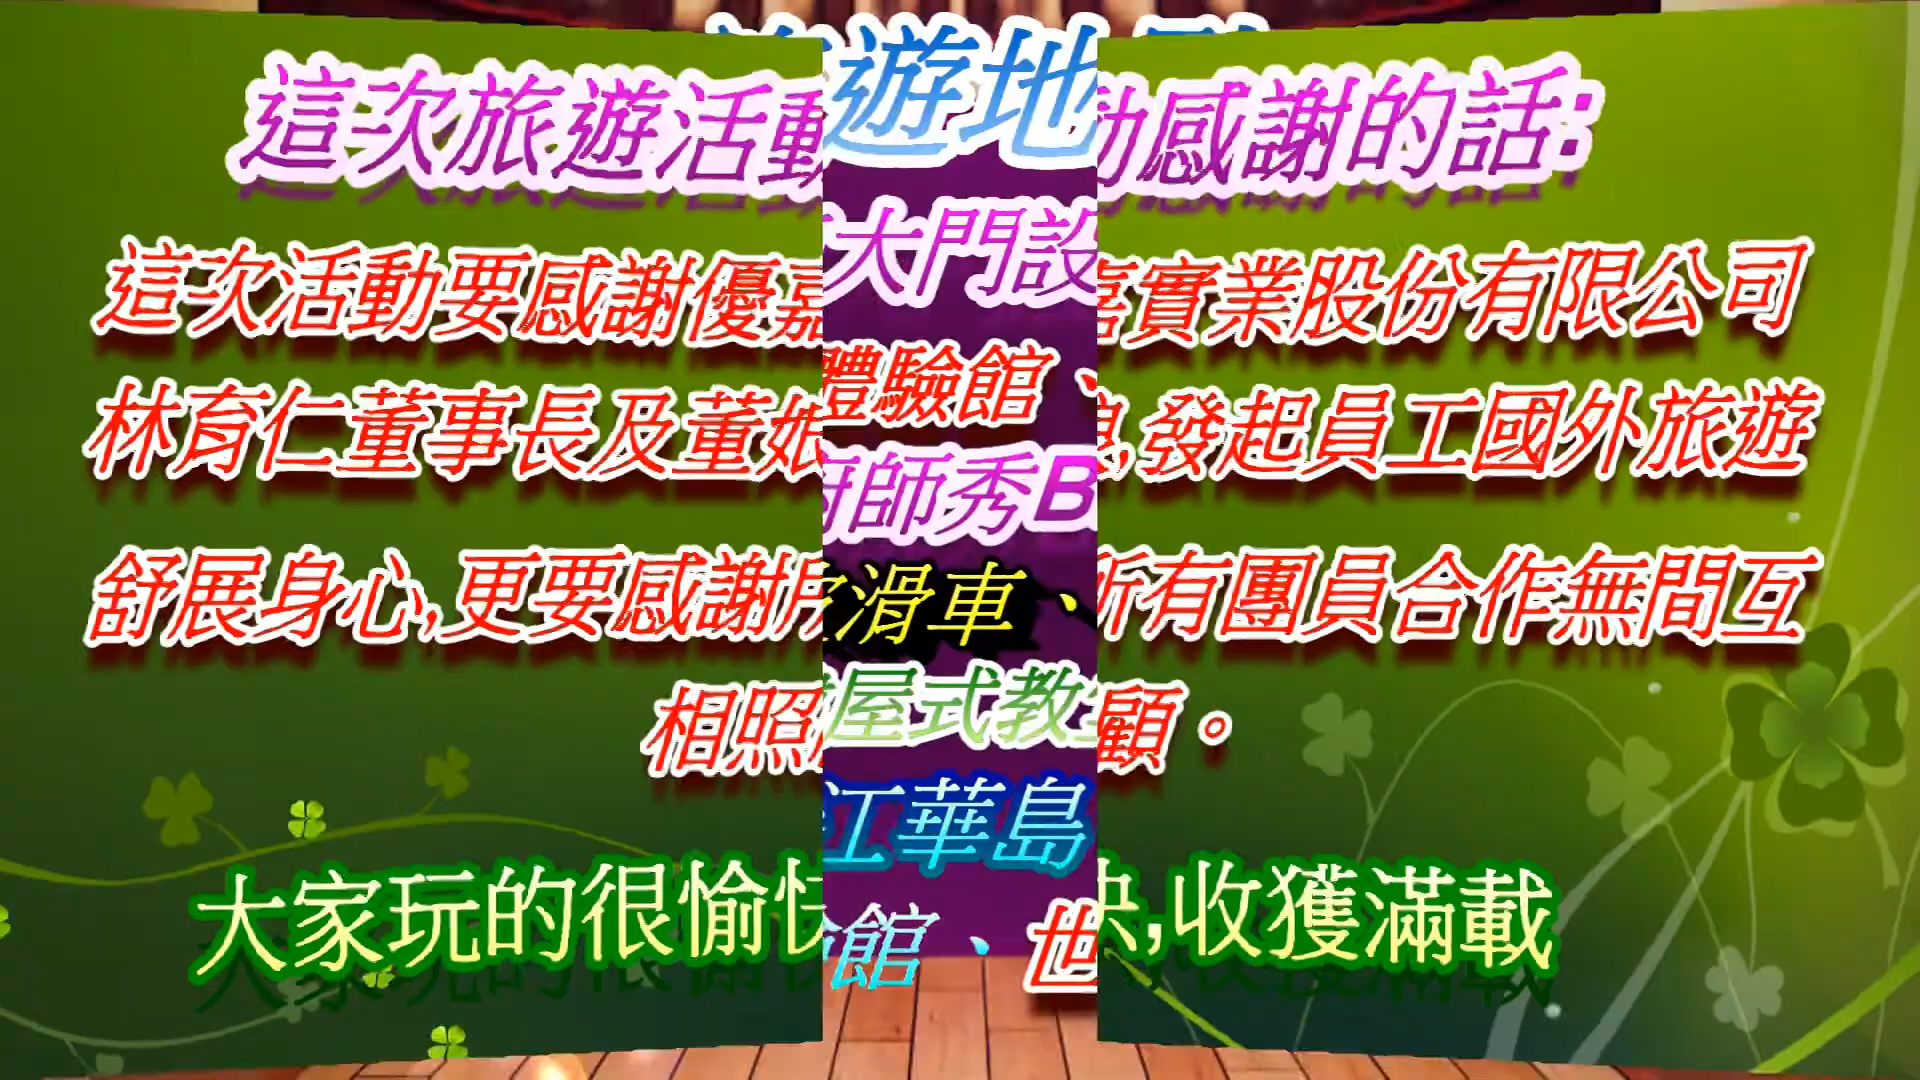 這次旅遊活動感謝的話:
這次活動要感謝優嘉實業股份有限公司
林育仁董事長及董娘,發起員工國外旅遊
舒展身心,更要感謝所有團員合作無間互
相照顧。
大家玩的很愉快,收獲滿載
遊地
大門設
體驗館、
廚師秀B
滑車、
屋式教
江華島
館、世